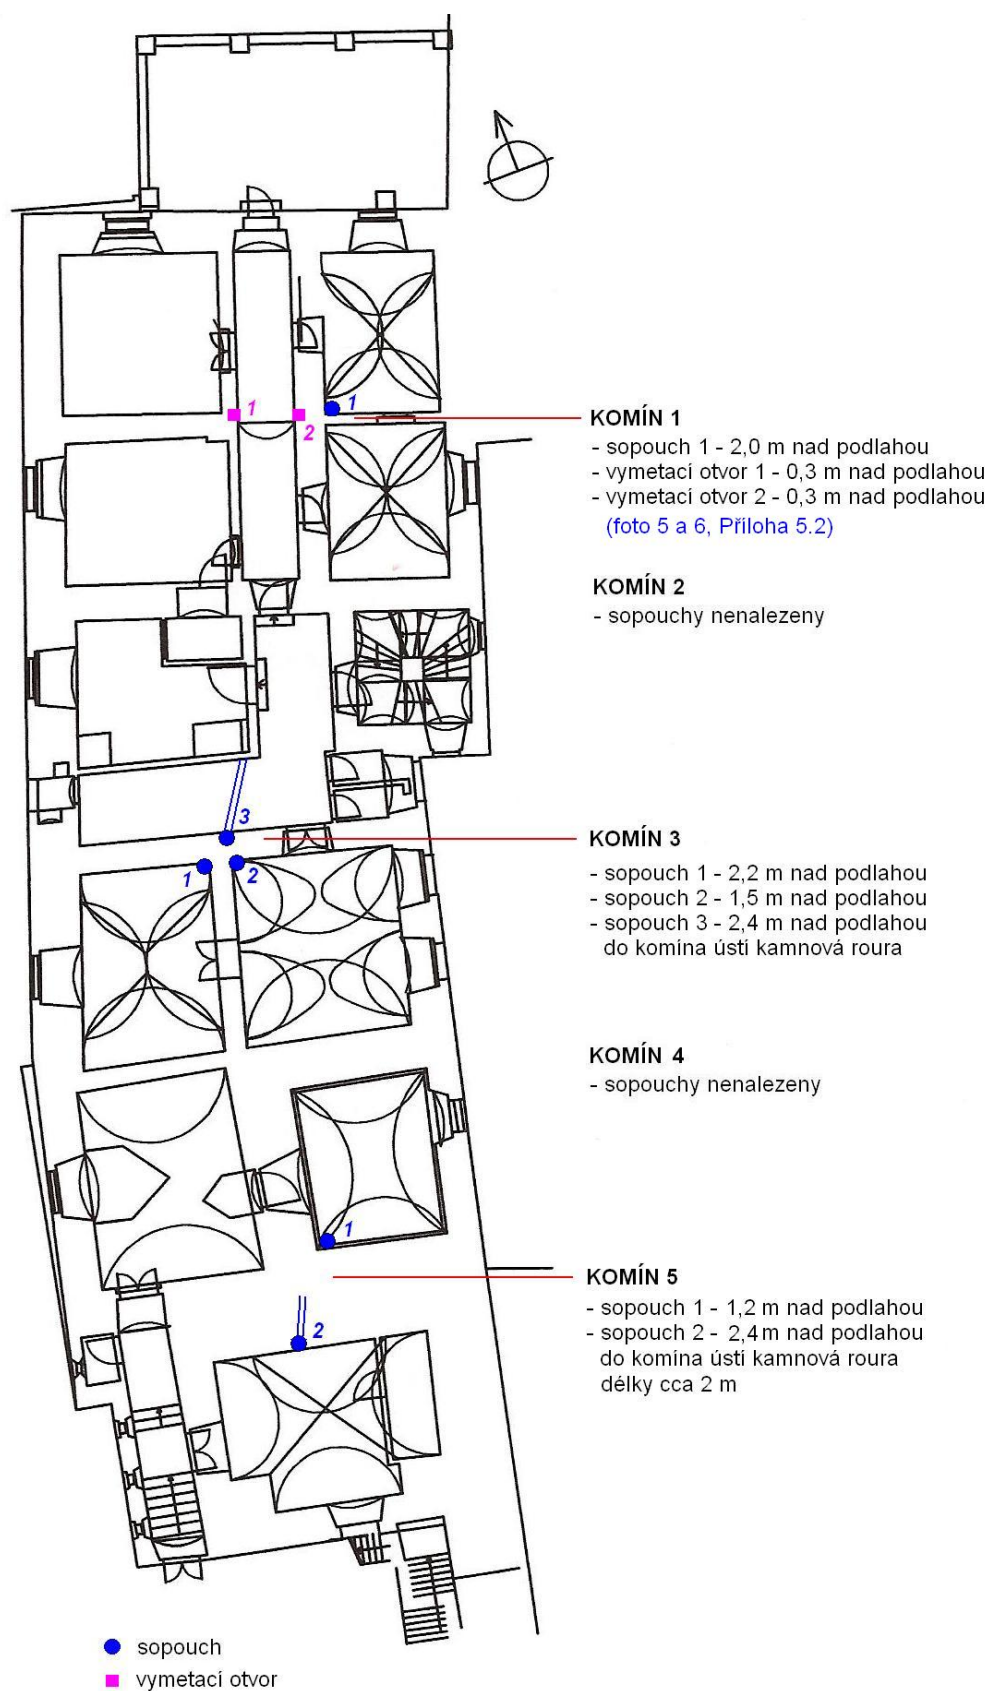 1
2
1
KOMÍN 1
- sopouch 1 - 2,0 m nad podlahou
- vymetací otvor 1 - 0,3 m nad podlahou
- vymetací otvor 2 - 0,3 m nad podlahou
(foto 5 a 6, Příloha 5.2)
KOMÍN 2
- sopouchy nenalezeny
3
1
2
KOMÍN 3
- sopouch 1 - 2,2 m nad podlahou
- sopouch 2 - 1,5 m nad podlahou
- sopouch 3 - 2,4 m nad podlahou
do komína ústí kamnová roura
KOMÍN 4
- sopouchy nenalezeny
1
2
KOMÍN 5
- sopouch 1 - 1,2 m nad podlahou
- sopouch 2 - 2,4 m nad podlahou
do komína ústí kamnová roura
délky cca 2 m
sopouch
vymetací otvor